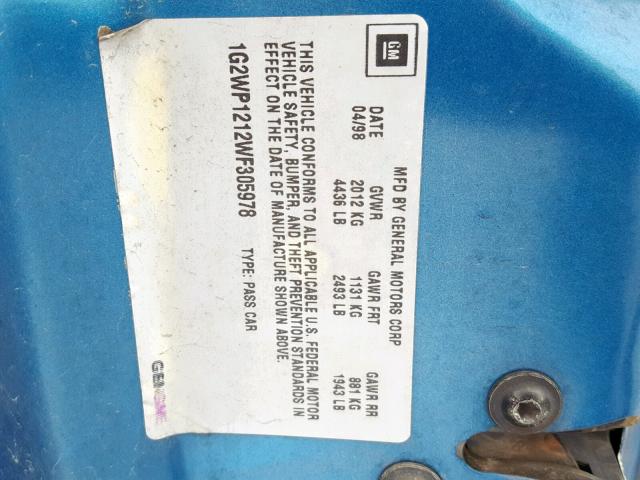 GM
MFD BY GENERAL MOTORS CORP
DATE GVWR GAWR FRT GAWR RR
04/98 2012 KG 1131 KG 881 KG
4436 LB 2493 LB 1943 LB
THIS VEHICLE CONFORMS TO ALL APPLICABLE U.S. FEDERAL MOTOR
VEHICLE SAFETY, BUMPER, AND THEFT PREVENTION STANDARDS IN
EFFECT ON THE DATE OF MANUFACTURE SHOWN ABOVE.
1G2WP1212WF305978 TYPE: PASS CAR